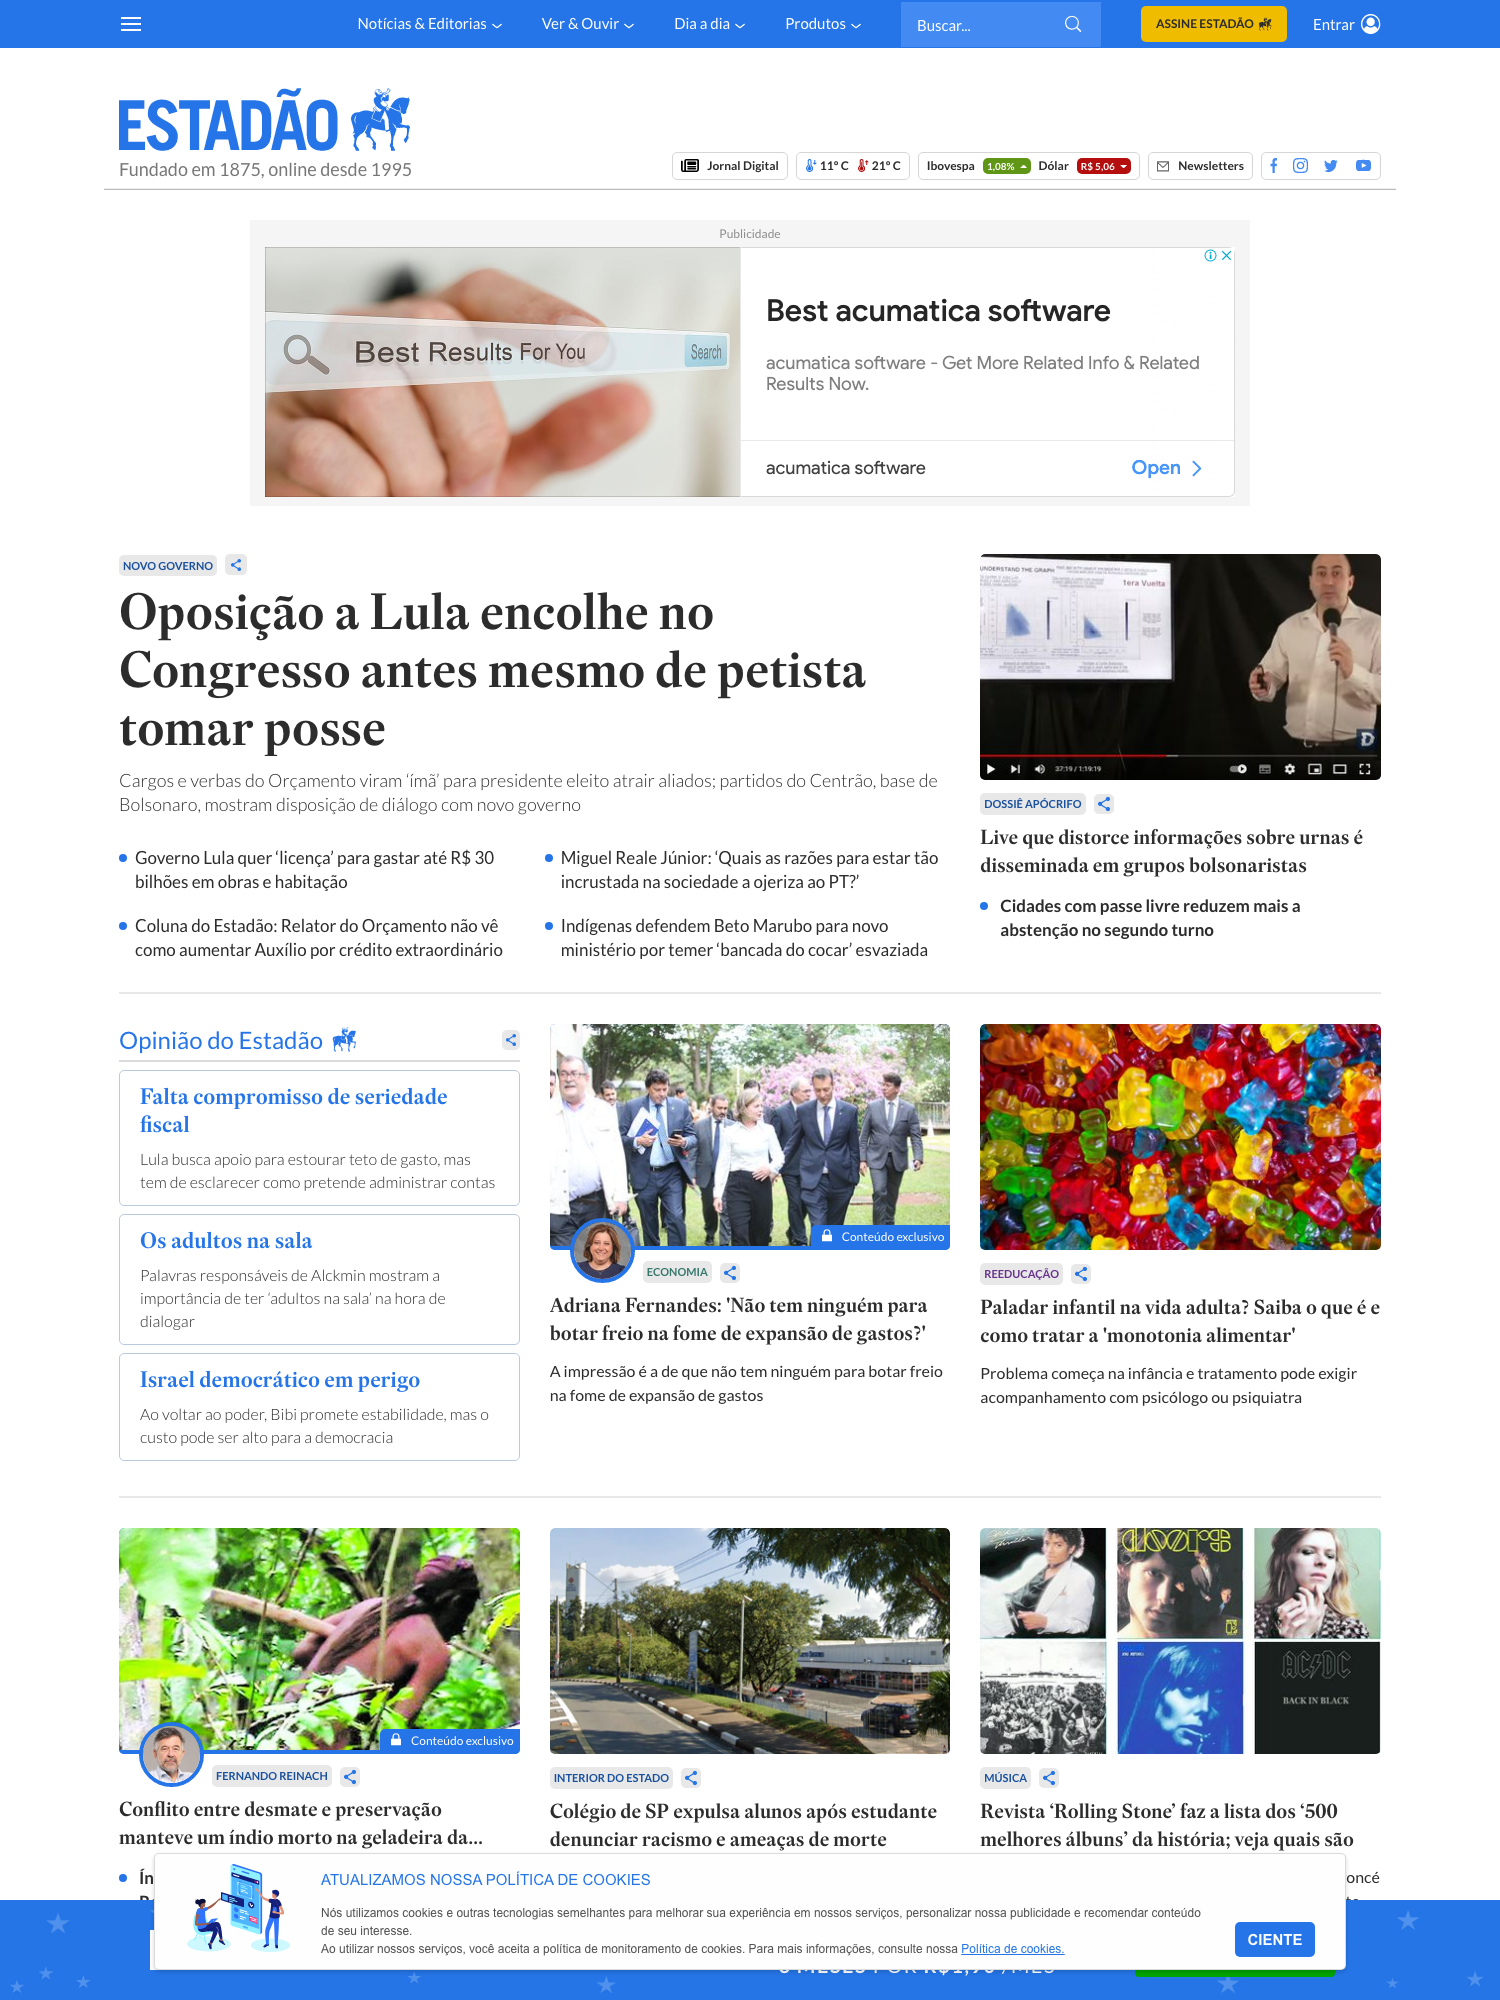 Notícias & Editorias
Ver & Ouvir
Dia a dia
Produtos
Buscar...
ASSINE ESTADÃO
Entrar
ESTADÃO
Fundado em 1875, online desde 1995
Jornal Digital
11º C 21º C
Ibovespa 1,08% Dólar R$ 5,06
Newsletters
Publicidade
Best Results For You
Search
Best acumatica software
acumatica software - Get More Related Info & Related
Results Now.
acumatica software
Open
NOVO GOVERNO
Oposição a Lula encolhe no
Congresso antes mesmo de petista
tomar posse
Cargos e verbas do Orçamento viram ‘ímã’ para presidente eleito atrair aliados; partidos do Centrão, base de
Bolsonaro, mostram disposição de diálogo com novo governo
Governo Lula quer ‘licença’ para gastar até R$ 30
bilhões em obras e habitação
Coluna do Estadão: Relator do Orçamento não vê
como aumentar Auxílio por crédito extraordinário
Miguel Reale Júnior: ‘Quais as razões para estar tão
incrustada na sociedade a ojeriza ao PT?’
Indígenas defendem Beto Marubo para novo
ministério por temer ‘bancada do cocar’ esvaziada
UNDERSTAND THE GRAPH
1era Vuelta
37:19 / 1:19:19
DOSSIÊ APÓCRIFO
Live que distorce informações sobre urnas é
disseminada em grupos bolsonaristas
Cidades com passe livre reduzem mais a
abstenção no segundo turno
Opinião do Estadão
Falta compromisso de seriedade
fiscal
Lula busca apoio para estourar teto de gasto, mas
tem de esclarecer como pretende administrar contas
Os adultos na sala
Palavras responsáveis de Alckmin mostram a
importância de ter ‘adultos na sala’ na hora de
dialogar
Israel democrático em perigo
Ao voltar ao poder, Bibi promete estabilidade, mas o
custo pode ser alto para a democracia
Conteúdo exclusivo
ECONOMIA
Adriana Fernandes: 'Não tem ninguém para
botar freio na fome de expansão de gastos?'
A impressão é a de que não tem ninguém para botar freio
na fome de expansão de gastos
REEDUCAÇÃO
Paladar infantil na vida adulta? Saiba o que é e
como tratar a 'monotonia alimentar'
Problema começa na infância e tratamento pode exigir
acompanhamento com psicólogo ou psiquiatra
Conteúdo exclusivo
FERNANDO REINACH
Conflito entre desmate e preservação
manteve um índio morto na geladeira da...
INTERIOR DO ESTADO
Colégio de SP expulsa alunos após estudante
denunciar racismo e ameaças de morte
DOORS
AC/DC
BACK IN BLACK
MÚSICA
Revista ‘Rolling Stone’ faz a lista dos ‘500
melhores álbuns’ da história; veja quais são
oncé
ATUALIZAMOS NOSSA POLÍTICA DE COOKIES
Nós utilizamos cookies e outras tecnologias semelhantes para melhorar sua experiência em nossos serviços, personalizar nossa publicidade e recomendar conteúdo
de seu interesse.
Ao utilizar nossos serviços, você aceita a política de monitoramento de cookies. Para mais informações, consulte nossa Política de cookies.
CIENTE